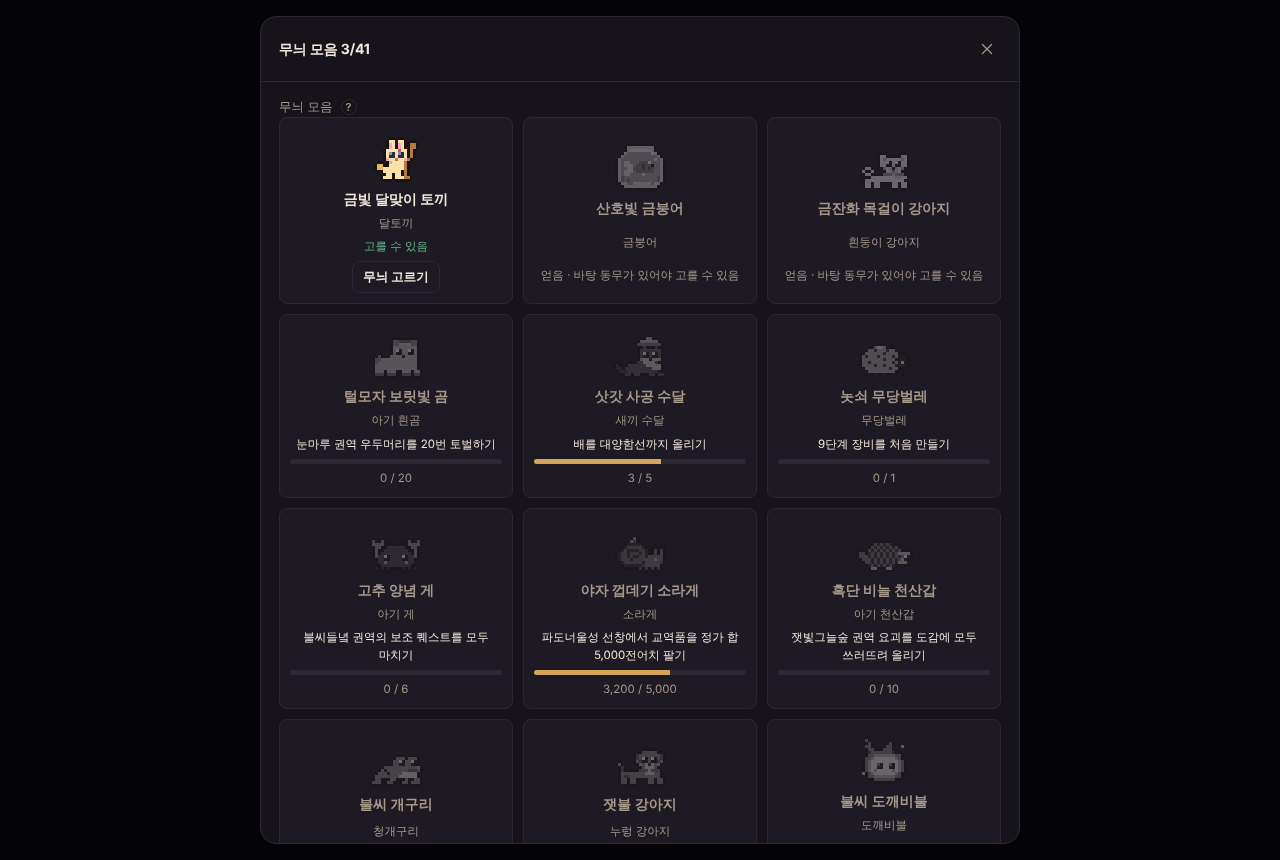 무늬 모음 3/41
무늬 모음 ?
금빛 달맞이 토끼
달토끼
고를 수 있음
무늬 고르기
산호빛 금붕어
금붕어
얻음 · 바탕 동무가 있어야 고를 수 있음
금잔화 목걸이 강아지
흰둥이 강아지
얻음 · 바탕 동무가 있어야 고를 수 있음
털모자 보릿빛 곰
아기 흰곰
눈마루 권역 우두머리를 20번 토벌하기
0 / 20
삿갓 사공 수달
새끼 수달
배를 대양함선까지 올리기
3 / 5
놋쇠 무당벌레
무당벌레
9단계 장비를 처음 만들기
0 / 1
고추 양념 게
아기 게
불씨들녘 권역의 보조 퀘스트를 모두
마치기
0 / 6
야자 껍데기 소라게
소라게
파도너울성 선창에서 교역품을 정가 합
5,000전어치 팔기
3,200 / 5,000
흑단 비늘 천산갑
아기 천산갑
잿빛그늘숲 권역 요괴를 도감에 모두
쓰러뜨려 올리기
0 / 10
불씨 개구리
청개구리
잿불 강아지
누렁 강아지
불씨 도깨비불
도깨비불